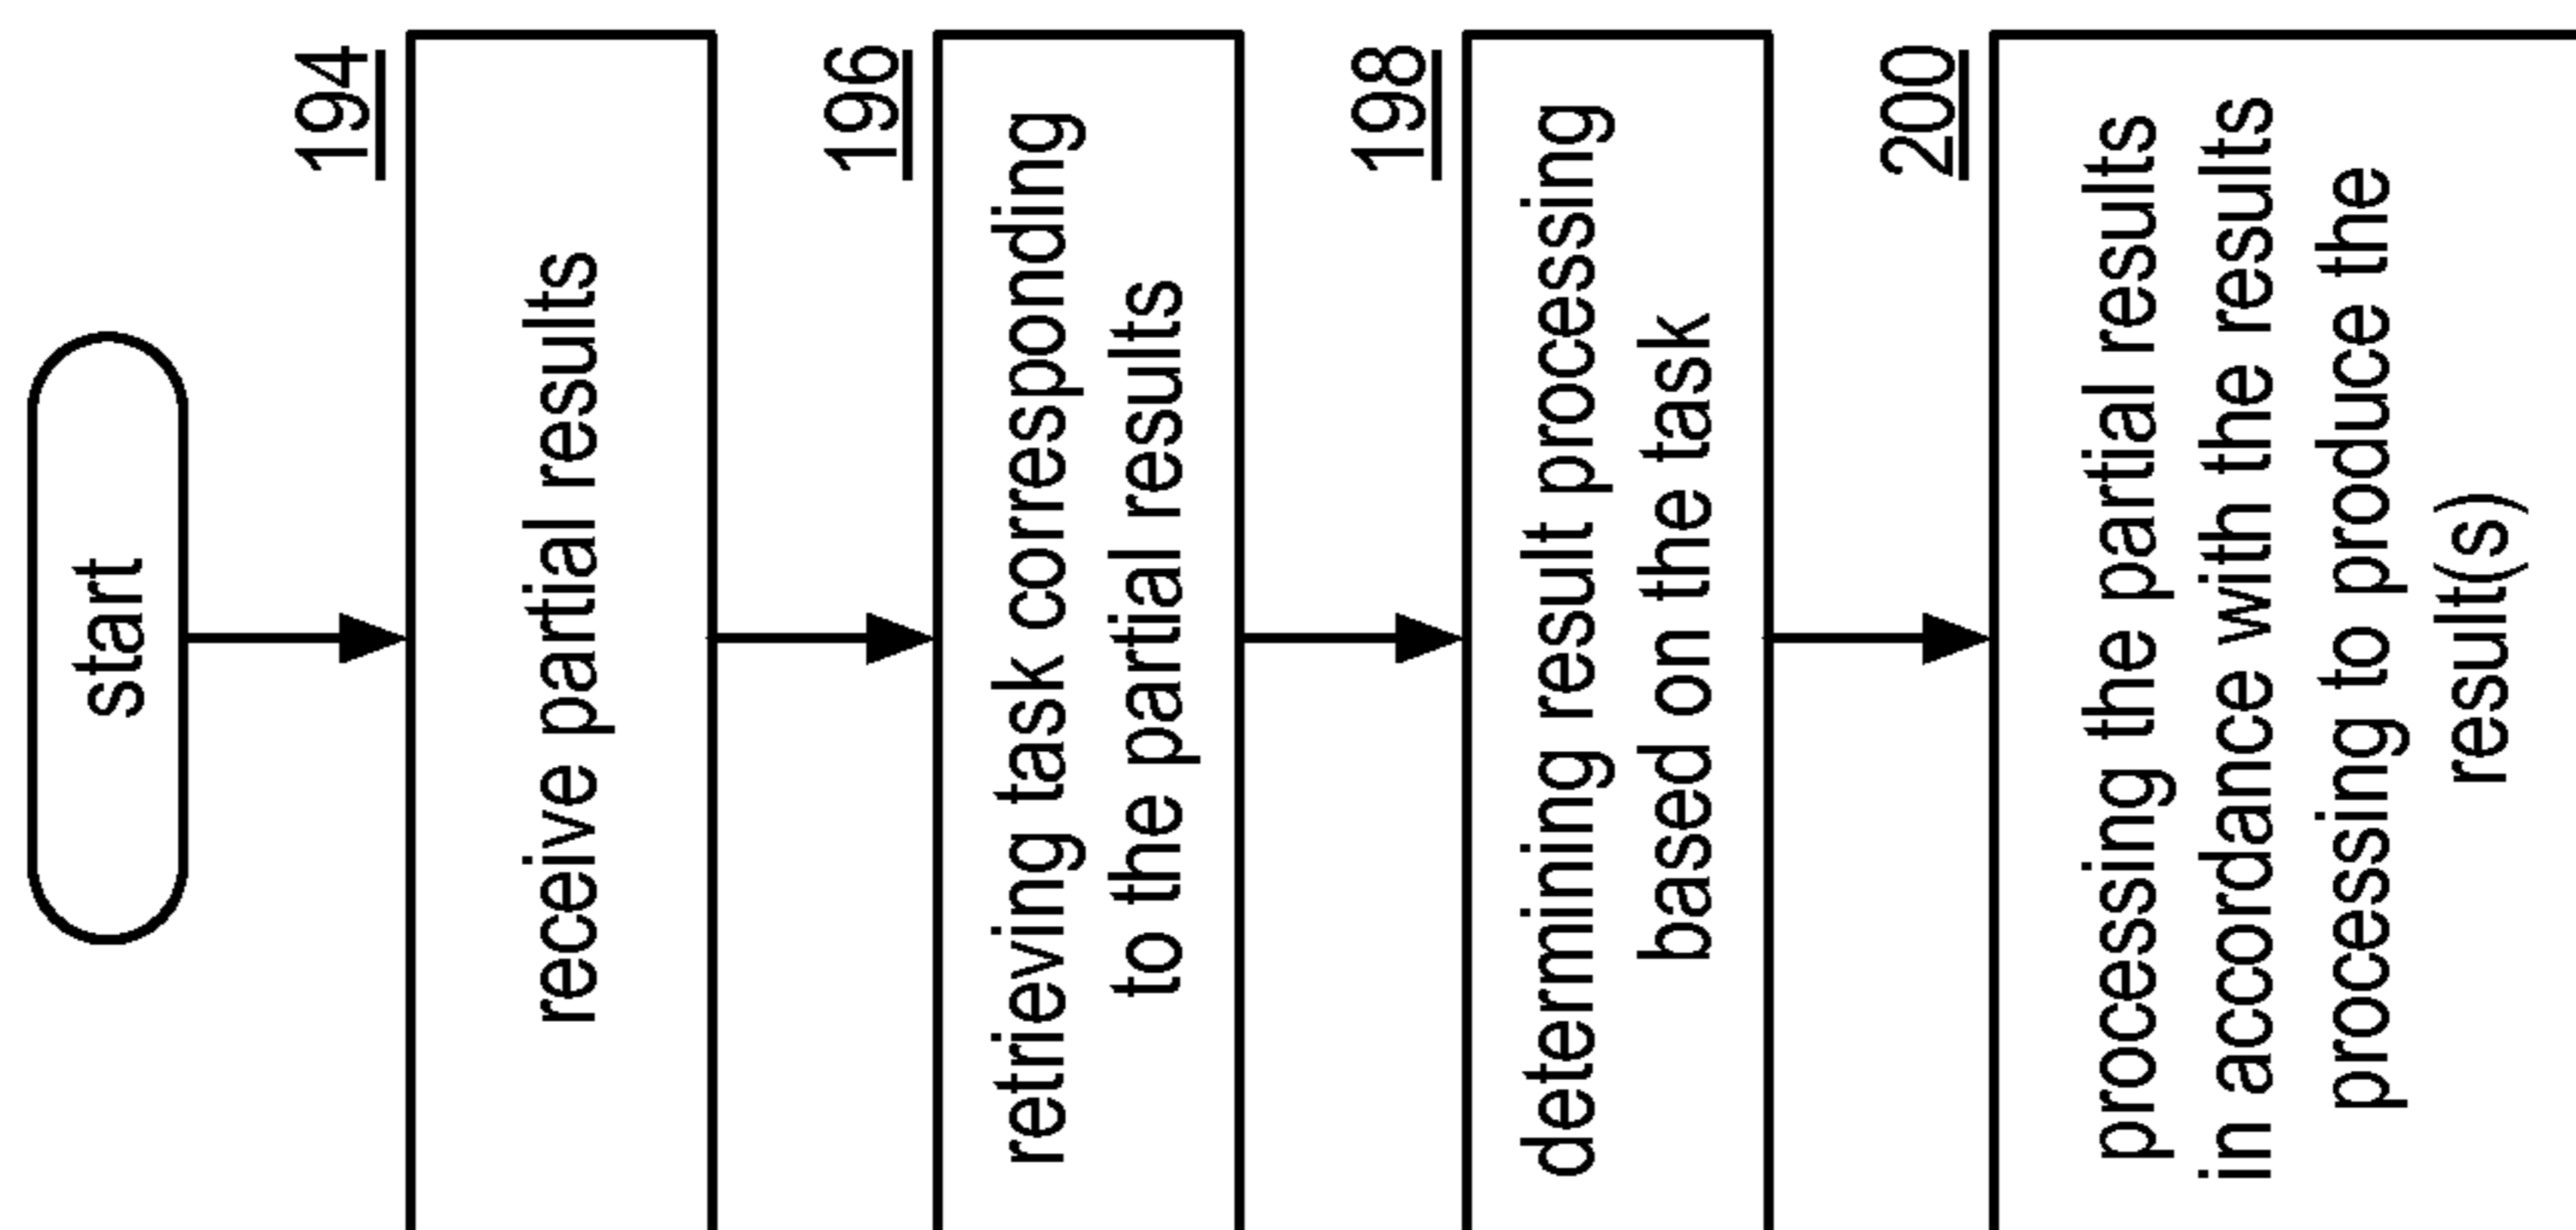 start
194
receive partial results
196
retrieving task corresponding
to the partial results
198
determining result processing
based on the task
200
processing the partial results
in accordance with the results
processing to produce the
result(s)